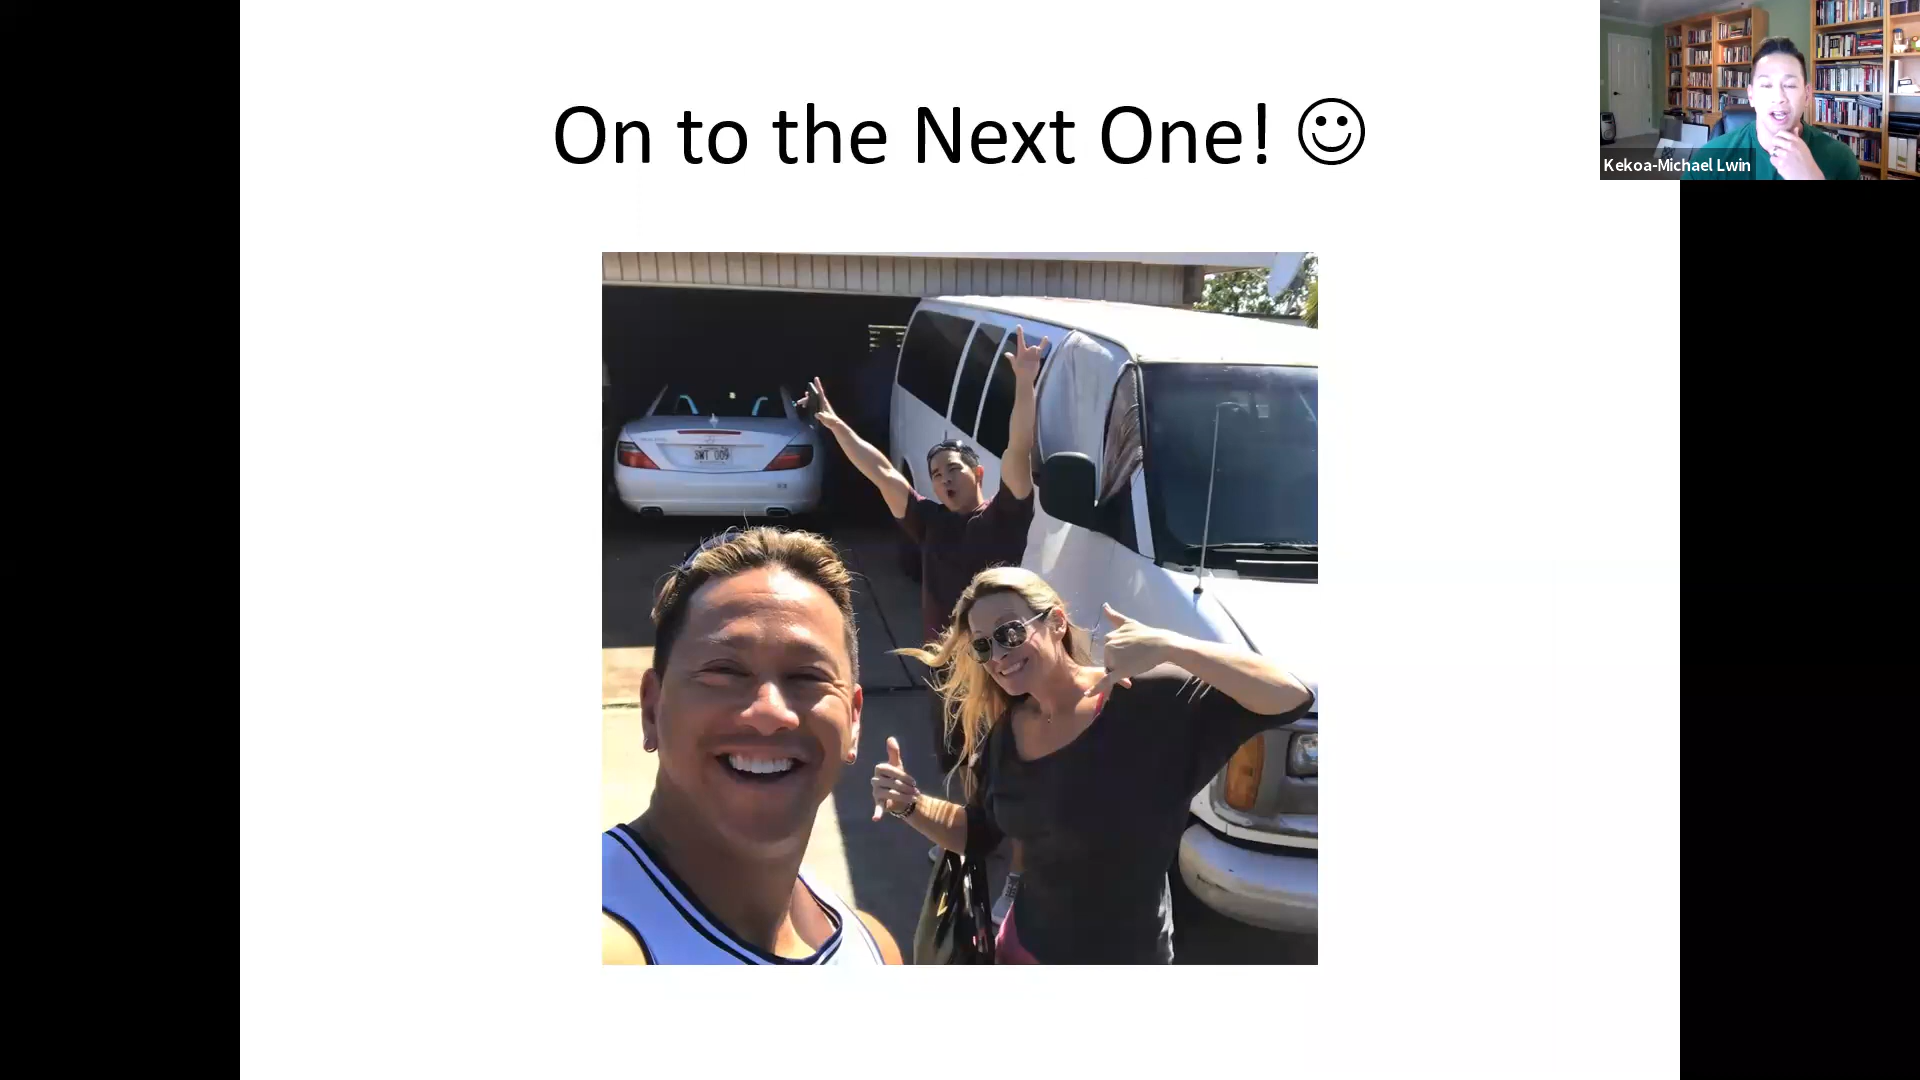 On to the Next One! ☺
Kekoa-Michael Lwin